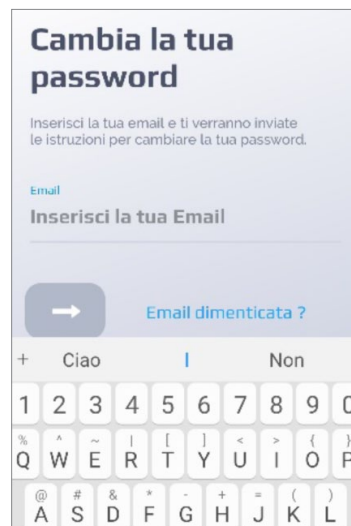 Cambia la tua
password
Inserisci la tua email e ti verranno inviate
le istruzioni per cambiare la tua password.
Email
Inserisci la tua Email
Email dimenticata ?
+ Ciao I Non
1 2 3 4 5 6 7 8 9 0
% ^ ~ | [ ] < > { }
Q W E R T Y U I O P
@ # & * - + = ( )
A S D F G H J K L